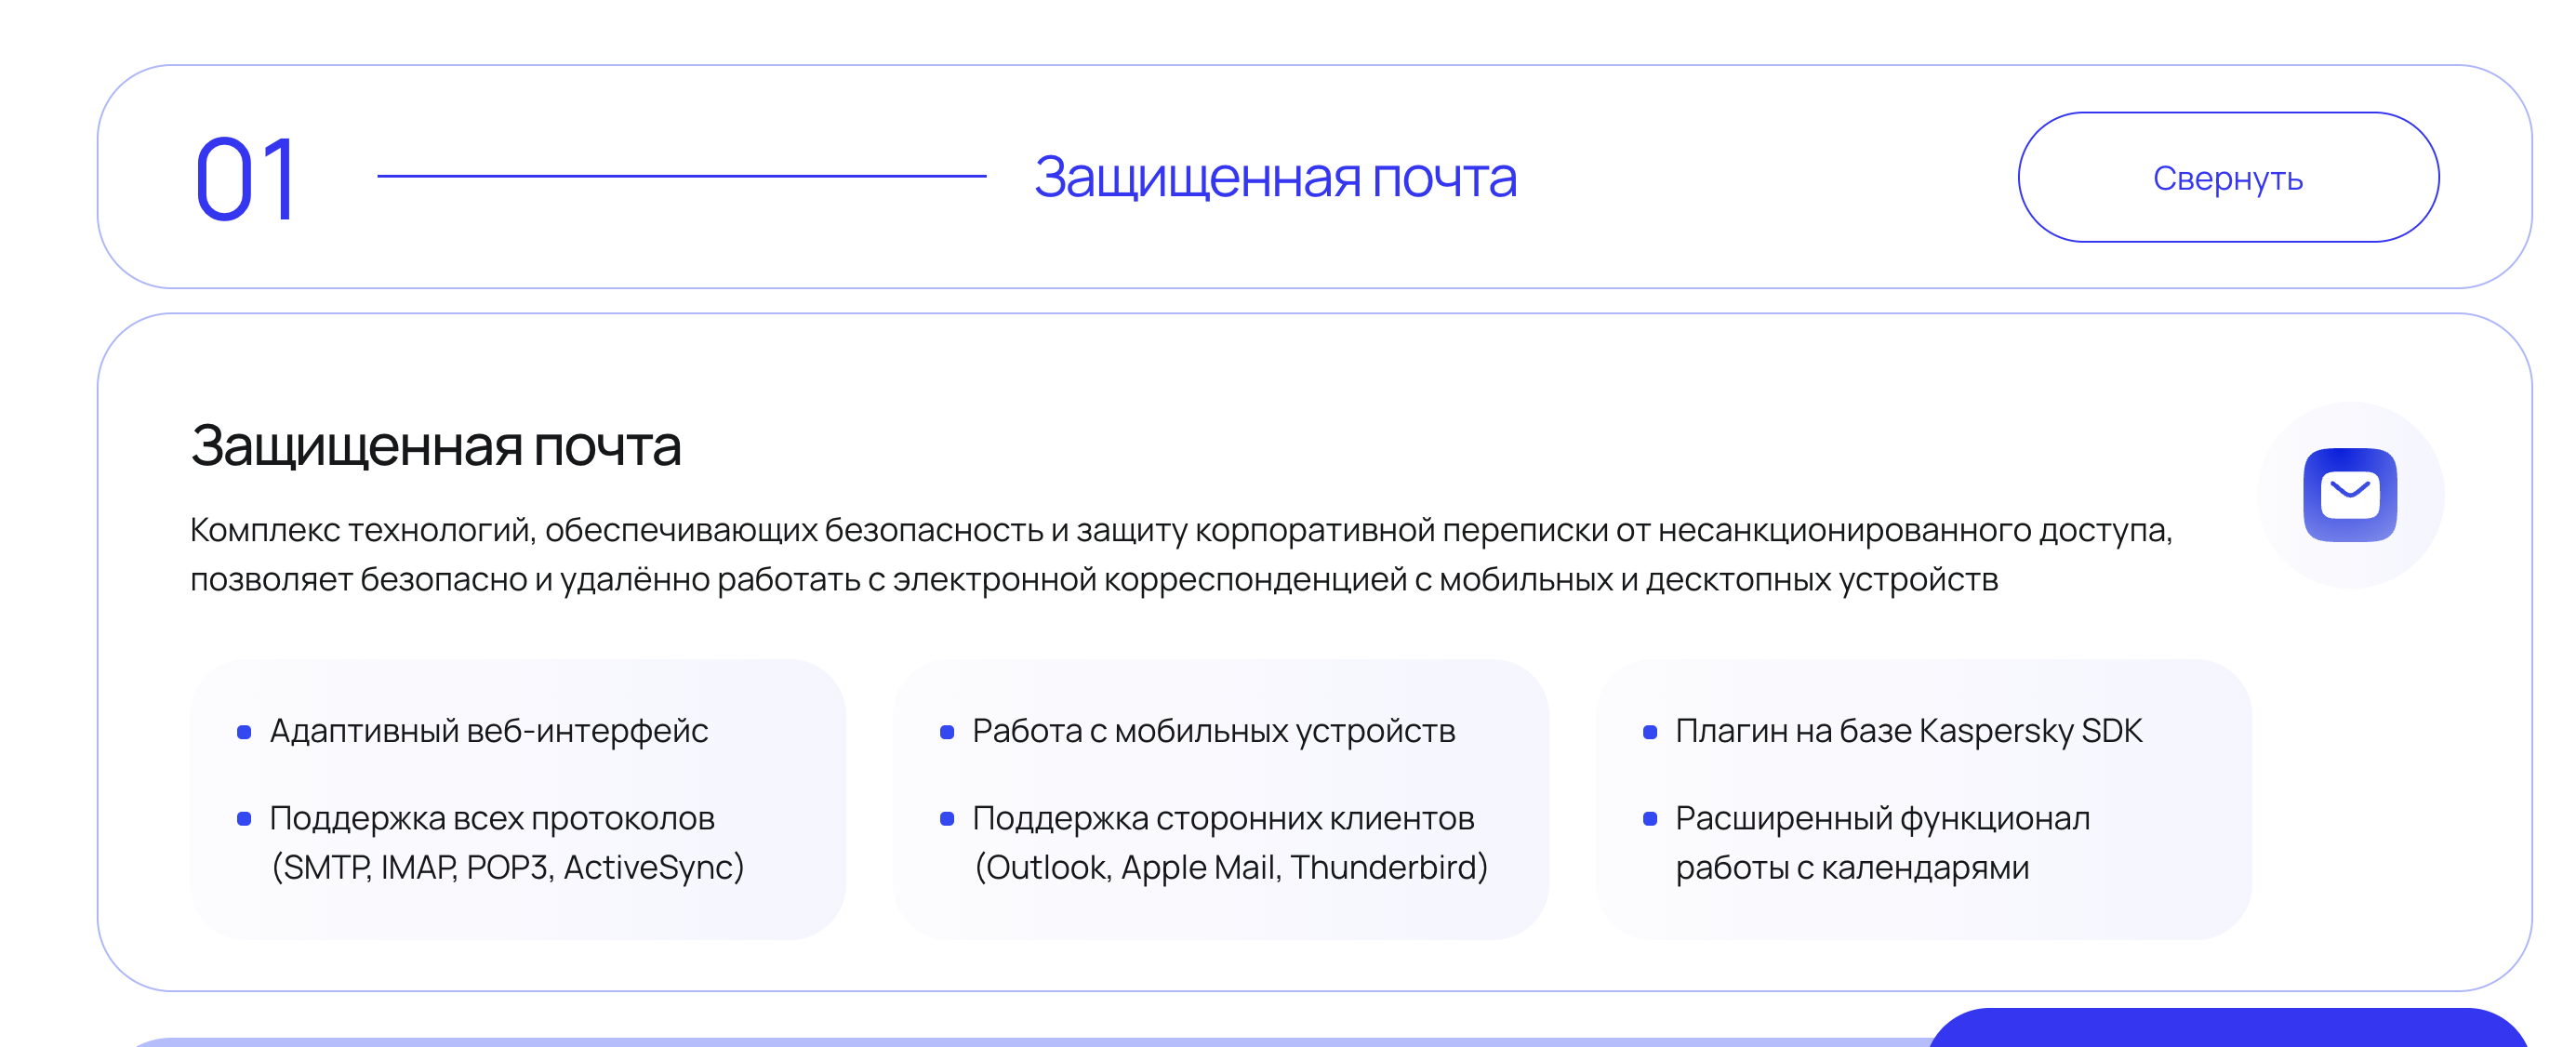 01
Защищенная почта
Свернуть
Защищенная почта
Комплекс технологий, обеспечивающих безопасность и защиту корпоративной переписки от несанкционированного доступа,
позволяет безопасно и удалённо работать с электронной корреспонденцией с мобильных и десктопных устройств
Адаптивный веб-интерфейс
Поддержка всех протоколов
(SMTP, IMAP, POP3, ActiveSync)
Работа с мобильных устройств
Поддержка сторонних клиентов
(Outlook, Apple Mail, Thunderbird)
Плагин на базе Kaspersky SDK
Расширенный функционал
работы с календарями